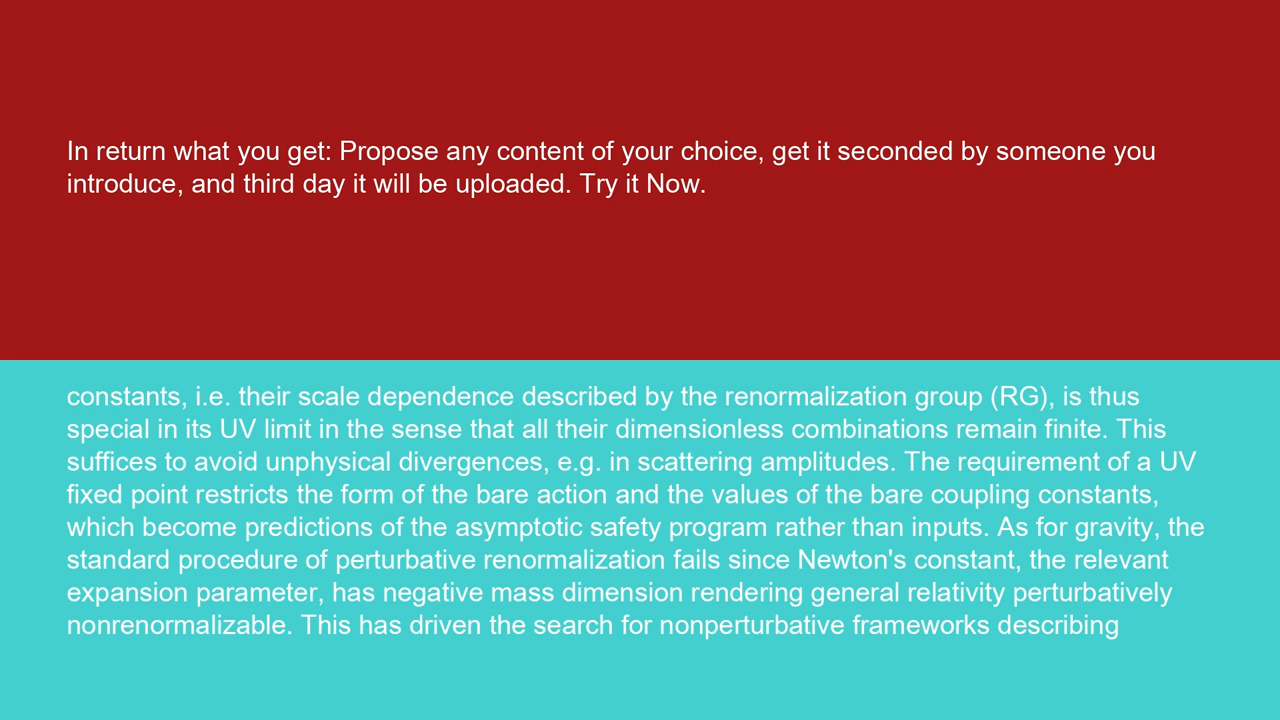 In return what you get: Propose any content of your choice, get it seconded by someone you
introduce, and third day it will be uploaded. Try it Now.
constants, i.e. their scale dependence described by the renormalization group (RG), is thus
special in its UV limit in the sense that all their dimensionless combinations remain finite. This
suffices to avoid unphysical divergences, e.g. in scattering amplitudes. The requirement of a UV
fixed point restricts the form of the bare action and the values of the bare coupling constants,
which become predictions of the asymptotic safety program rather than inputs. As for gravity, the
standard procedure of perturbative renormalization fails since Newton's constant, the relevant
expansion parameter, has negative mass dimension rendering general relativity perturbatively
nonrenormalizable. This has driven the search for nonperturbative frameworks describing